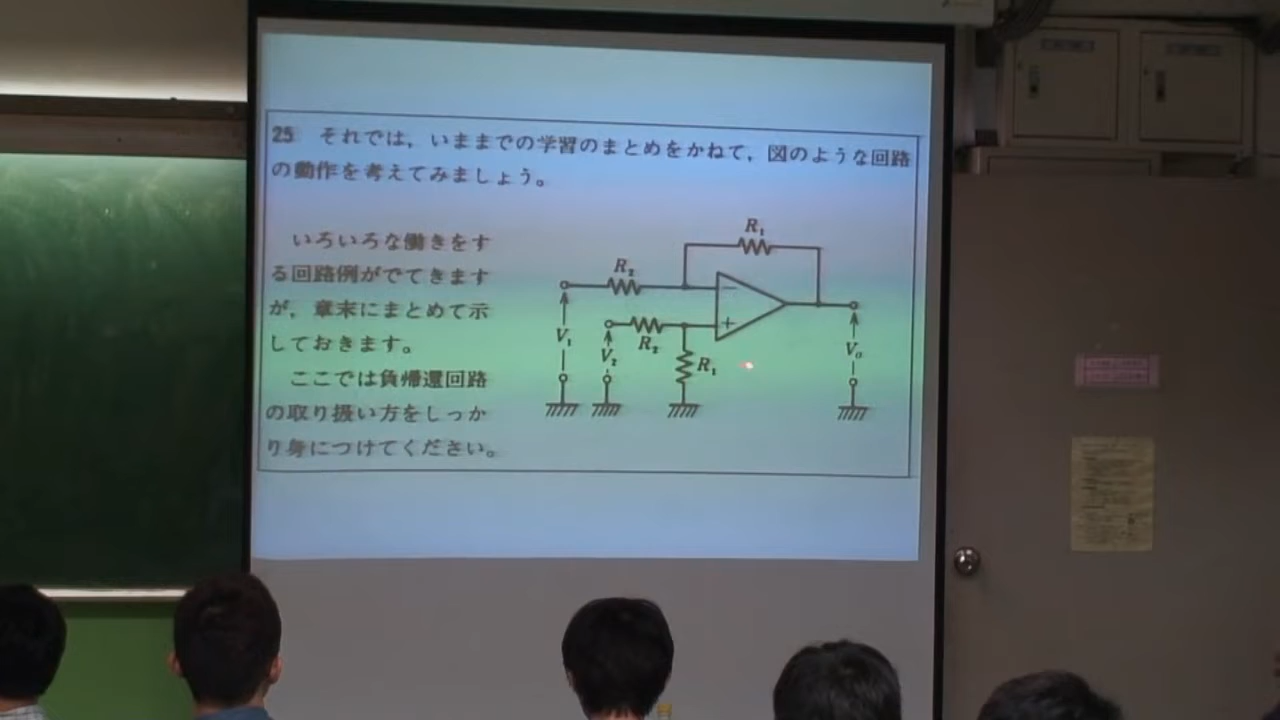 25 それでは，いままでの学習のまとめをかねて，図のような回路
の動作を考えてみましょう。
いろいろな働きをす
る回路例がでてきます
が，章末にまとめて示
しておきます。
ここでは負帰還回路
の取り扱い方をしっか
り身につけてください。
R₁
R₂
−
+
R₂
R₁
V₁
V₂
V₀